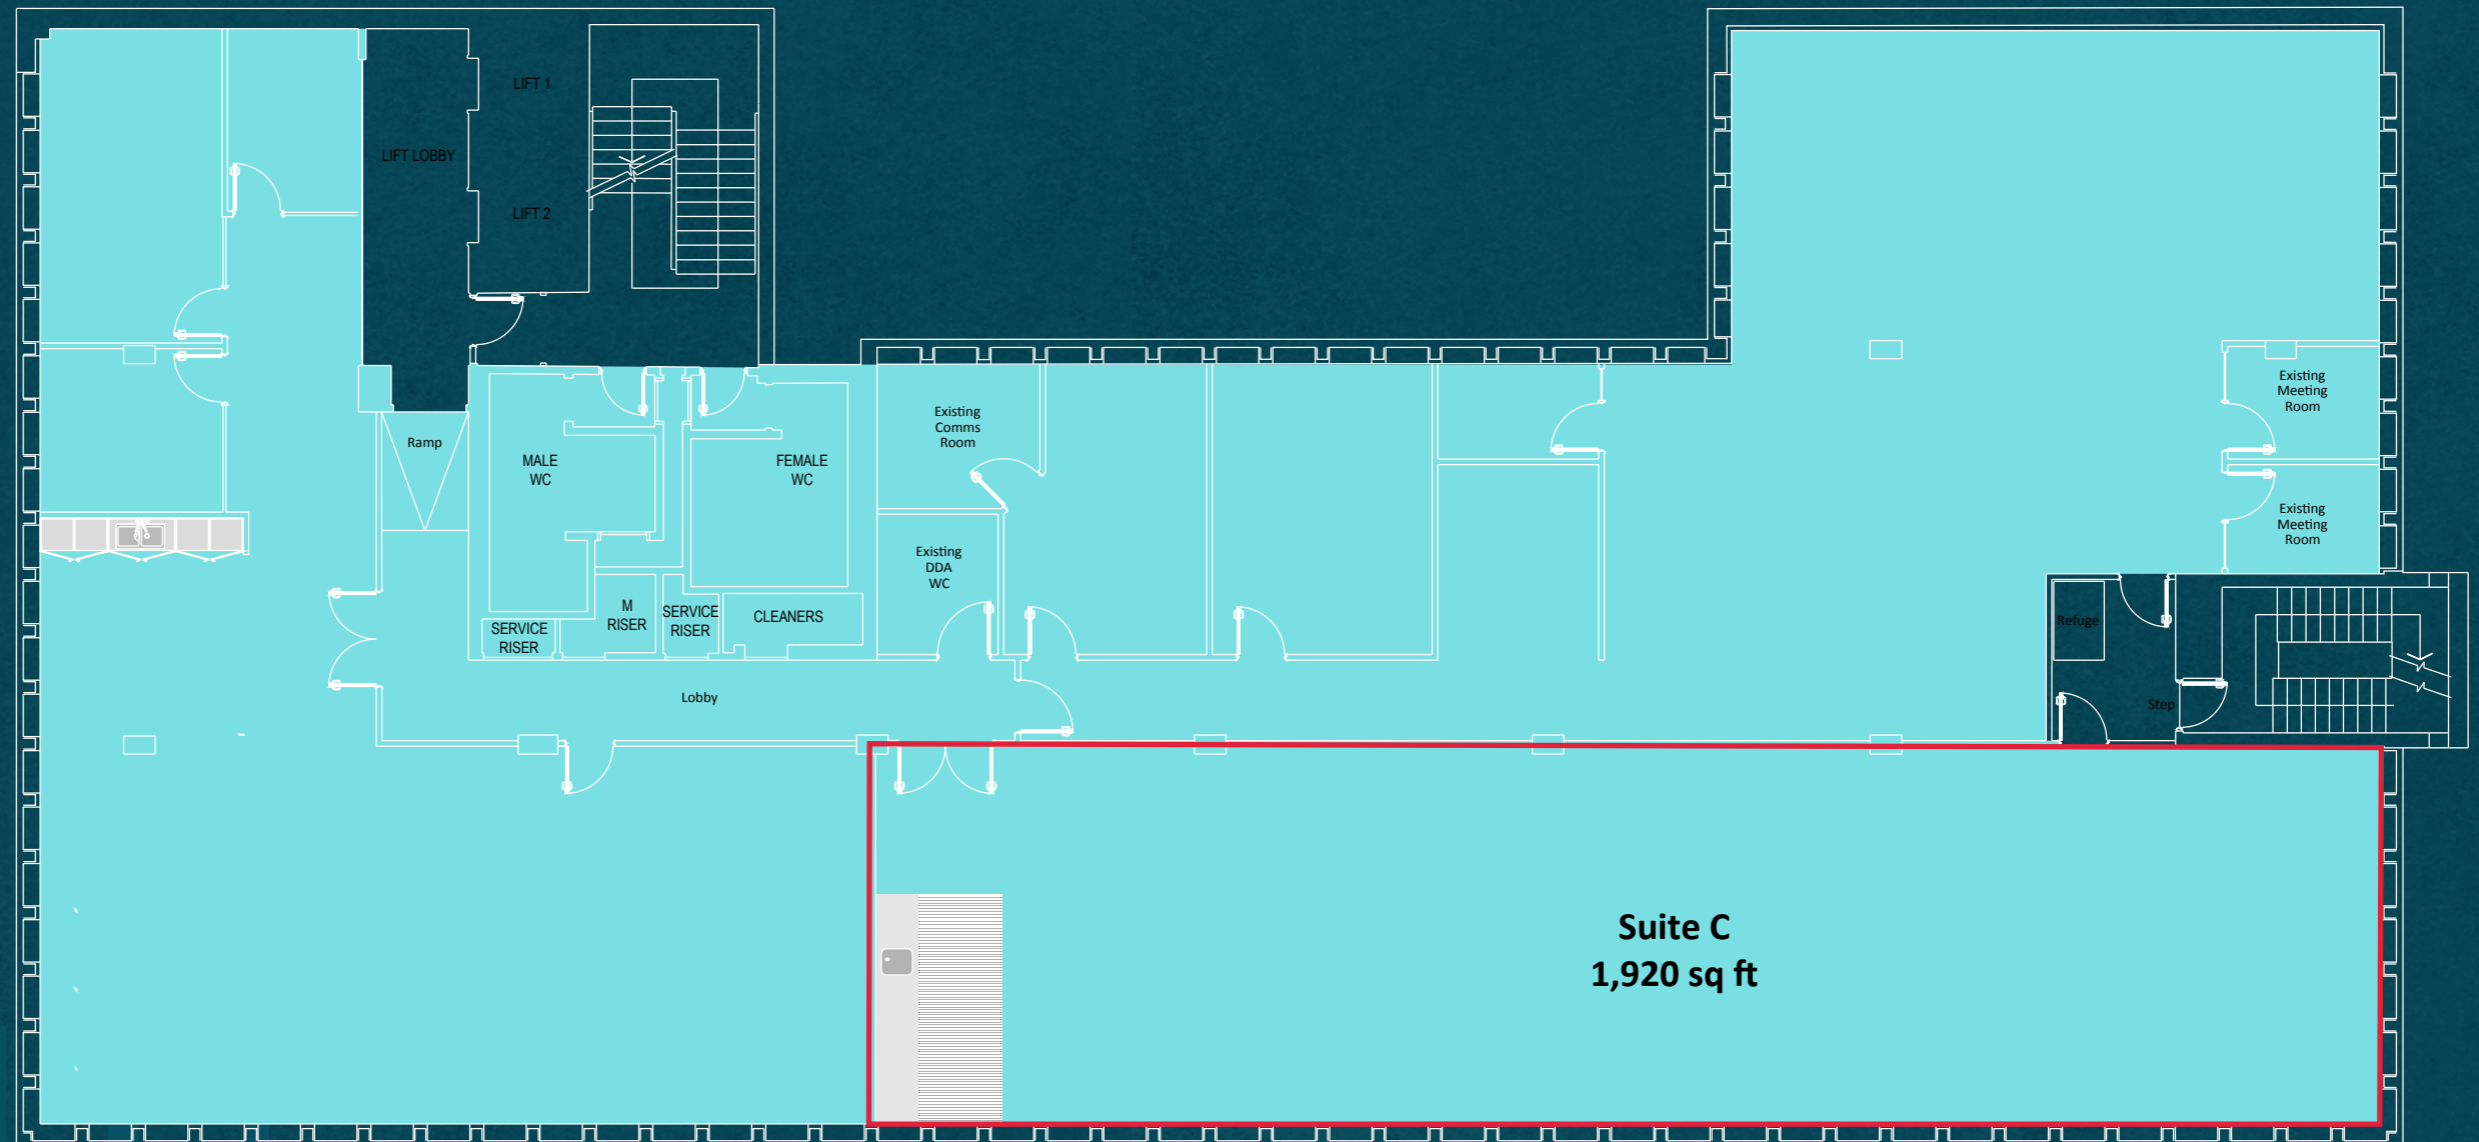 LIFT 1
LIFT LOBBY
LIFT 2
Existing
Meeting
Room
Existing
Comms
Room
Ramp
MALE
WC
FEMALE
WC
Existing
Meeting
Room
Existing
DDA
WC
M
RISER
SERVICE
RISER
CLEANERS
SERVICE
RISER
Refuge
Lobby
Step
Suite C
1,920 sq ft